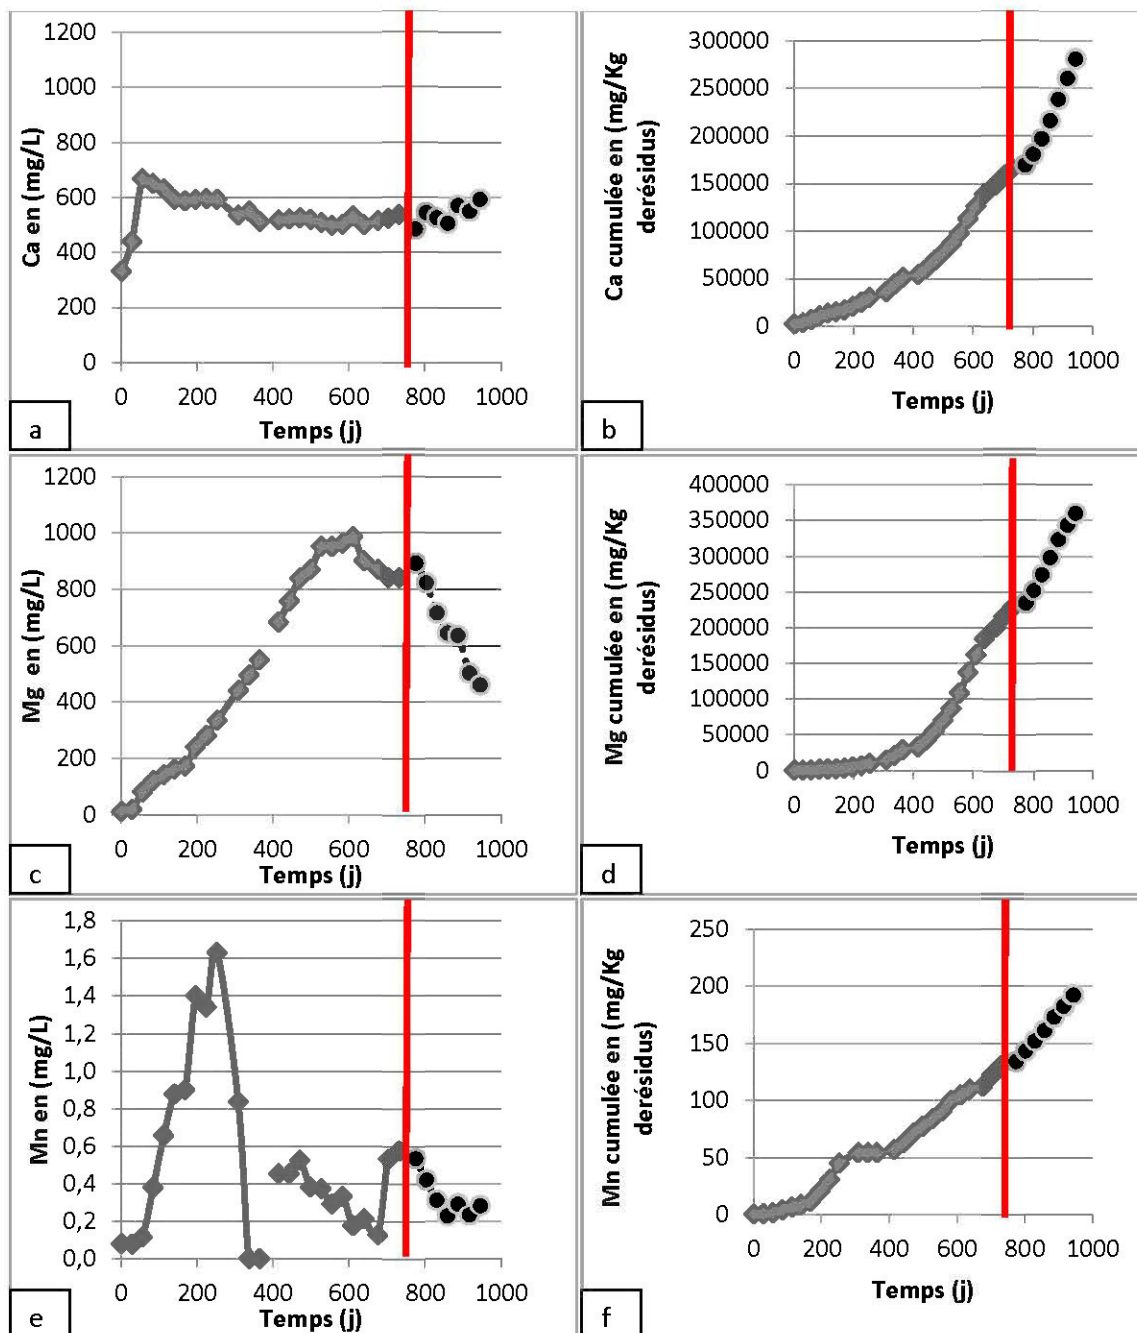 Ca en (mg/L)
1200
1000
800
600
400
200
0
0 200 400 600 800 1000
Temps (j)
a
Ca cumulée en (mg/Kg
derésidus)
300000
250000
200000
150000
100000
50000
0
0 200 400 600 800 1000
Temps (j)
b
Mg en (mg/L)
1200
1000
800
600
400
200
0
0 200 400 600 800 1000
Temps (j)
c
Mg cumulée en (mg/Kg
derésidus)
400000
350000
300000
250000
200000
150000
100000
50000
0
0 200 400 600 800 1000
Temps (j)
d
Mn en (mg/L)
1,8
1,6
1,4
1,2
1,0
0,8
0,6
0,4
0,2
0,0
0 200 400 600 800 1000
Temps (j)
e
Mn cumulée en (mg/Kg
derésidus)
250
200
150
100
50
0
0 200 400 600 800 1000
Temps (j)
f